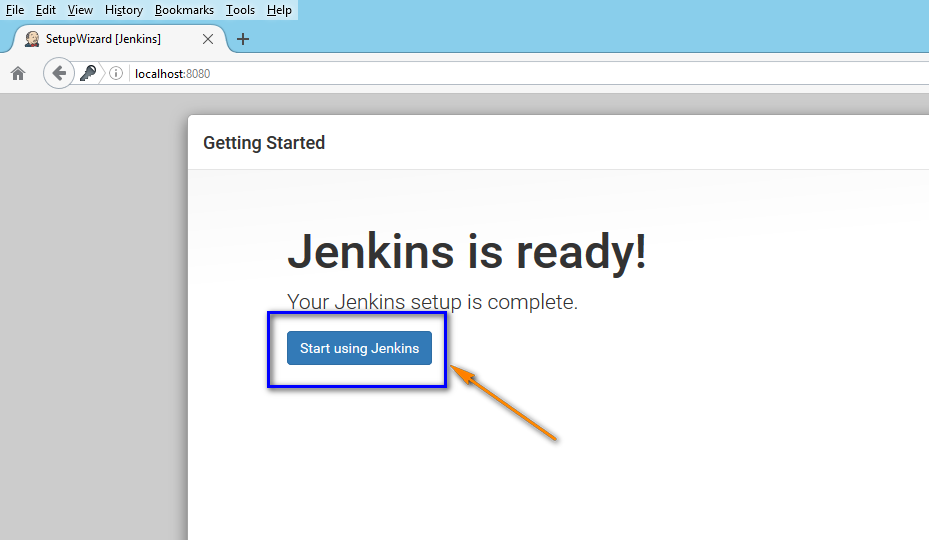 File Edit View History Bookmarks Tools Help
SetupWizard [Jenkins]
localhost:8080
Getting Started
Jenkins is ready!
Your Jenkins setup is complete.
Start using Jenkins